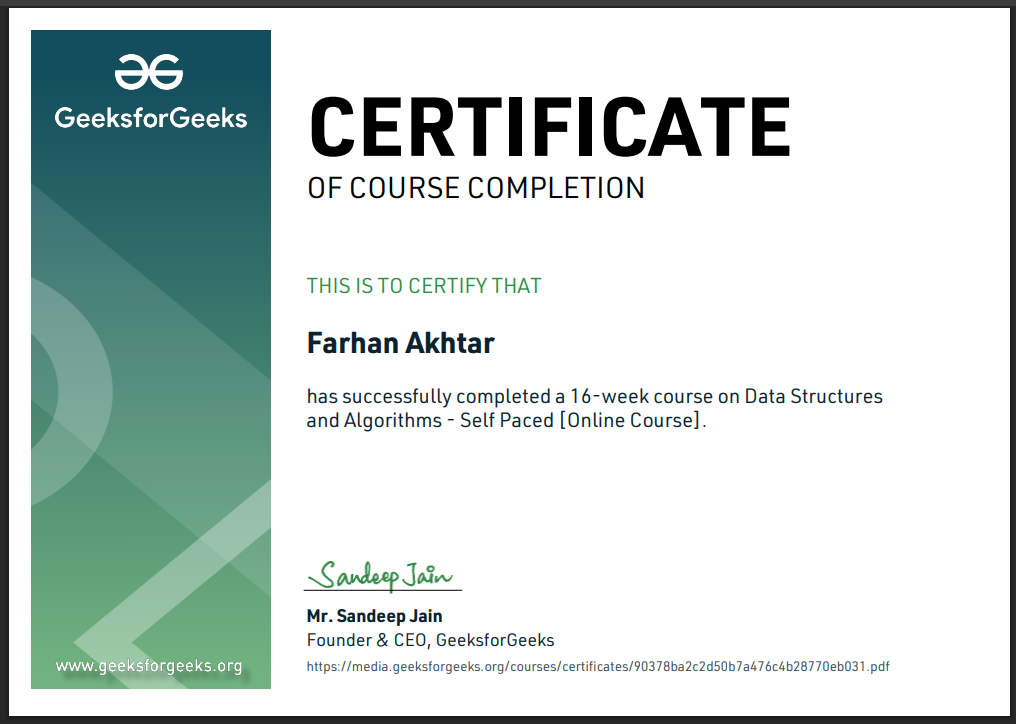 GeeksforGeeks
CERTIFICATE
OF COURSE COMPLETION
THIS IS TO CERTIFY THAT
Farhan Akhtar
has successfully completed a 16-week course on Data Structures
and Algorithms - Self Paced [Online Course].
Sandeep Jain
Mr. Sandeep Jain
Founder & CEO, GeeksforGeeks
www.geeksforgeeks.org
https://media.geeksforgeeks.org/courses/certificates/90378ba2c2d50b7a476c4b28770eb031.pdf